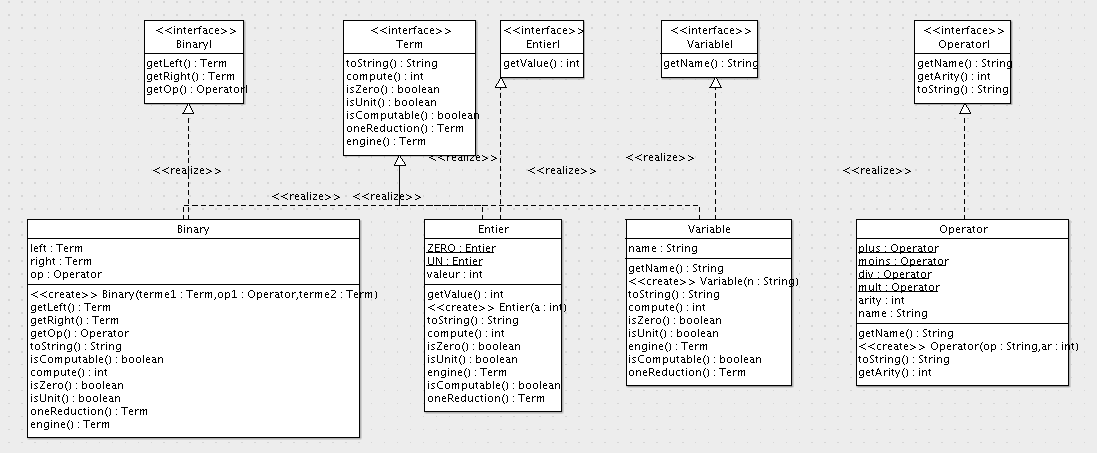 <<interface>>
BinaryI
getLeft() : Term
getRight() : Term
getOp() : OperatorI
<<interface>>
Term
toString() : String
compute() : int
isZero() : boolean
isUnit() : boolean
isComputable() : boolean
oneReduction() : Term
engine() : Term
<<interface>>
EntierI
getValue() : int
<<interface>>
VariableI
getName() : String
<<interface>>
OperatorI
getName() : String
getArity() : int
toString() : String
<<realize>>
<<realize>>
<<realize>>
<<realize>>
<<realize>>
<<realize>>
<<realize>>
Binary
left : Term
right : Term
op : Operator
<<create>> Binary(terme1 : Term,op1 : Operator,terme2 : Term)
getLeft() : Term
getRight() : Term
getOp() : Operator
toString() : String
isComputable() : boolean
compute() : int
isZero() : boolean
isUnit() : boolean
oneReduction() : Term
engine() : Term
Entier
ZERO : Entier
UN : Entier
valeur : int
getValue() : int
<<create>> Entier(a : int)
toString() : String
compute() : int
isZero() : boolean
isUnit() : boolean
engine() : Term
isComputable() : boolean
oneReduction() : Term
Variable
name : String
getName() : String
<<create>> Variable(n : String)
toString() : String
compute() : int
isZero() : boolean
isUnit() : boolean
engine() : Term
isComputable() : boolean
oneReduction() : Term
Operator
plus : Operator
moins : Operator
div : Operator
mult : Operator
arity : int
name : String
getName() : String
<<create>> Operator(op : String,ar : int)
toString() : String
getArity() : int